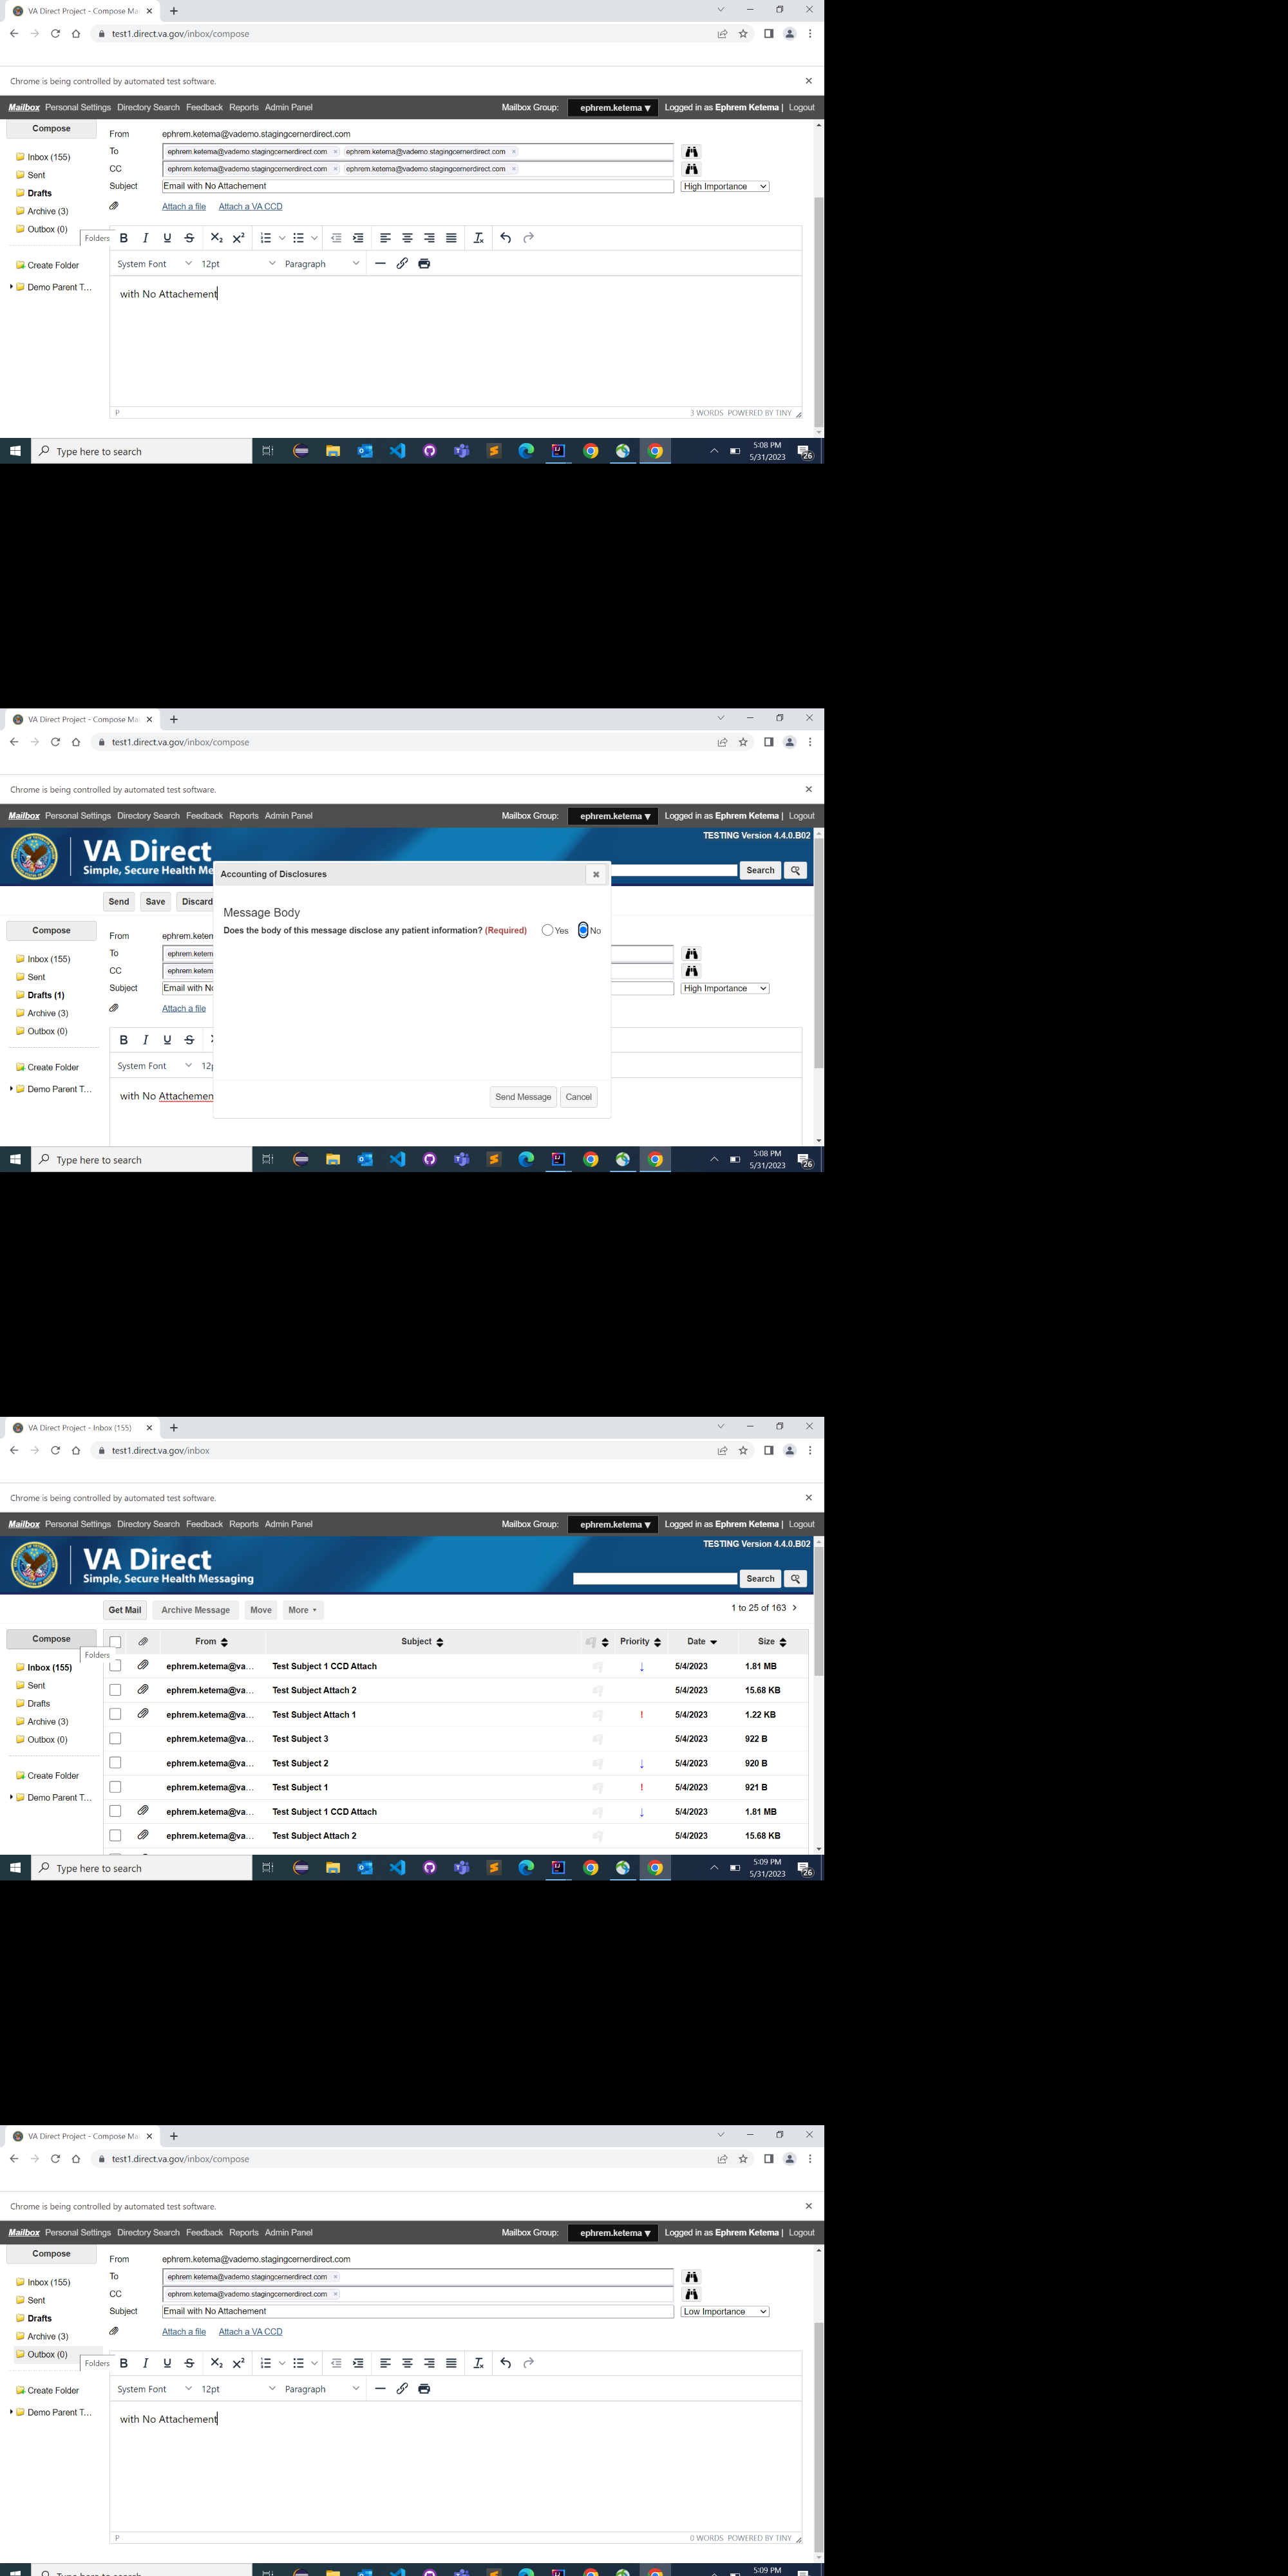 VA Direct Project - Compose Ma
test1.direct.va.gov/inbox/compose
Chrome is being controlled by automated test software.
Mailbox Personal Settings Directory Search Feedback Reports Admin Panel Mailbox Group: ephrem.ketema ▾ Logged in as Ephrem Ketema | Logout
Compose
From ephrem.ketema@vademo.stagingcernerdirect.com
Inbox (155)
To ephrem.ketema@vademo.stagingcernerdirect.com × ephrem.ketema@vademo.stagingcernerdirect.com ×
Sent
CC ephrem.ketema@vademo.stagingcernerdirect.com × ephrem.ketema@vademo.stagingcernerdirect.com ×
Drafts
Subject Email with No Attachement High Importance
Archive (3)
Attach a file Attach a VA CCD
Outbox (0)
Folders
Create Folder
System Font 12pt Paragraph
Demo Parent T...
with No Attachement
P 3 WORDS POWERED BY TINY
Type here to search
5:08 PM
5/31/2023
26
VA Direct Project - Compose Ma
test1.direct.va.gov/inbox/compose
Chrome is being controlled by automated test software.
Mailbox Personal Settings Directory Search Feedback Reports Admin Panel Mailbox Group: ephrem.ketema ▾ Logged in as Ephrem Ketema | Logout
TESTING Version 4.4.0.B02
VA Direct
Simple, Secure Health Me
Search
Accounting of Disclosures
Send Save Discard
Message Body
Does the body of this message disclose any patient information? (Required) Yes No
Compose
From ephrem.keter
Inbox (155)
To ephrem.ketem
Sent
CC ephrem.ketem
Drafts (1)
Subject Email with No High Importance
Archive (3)
Attach a file
Outbox (0)
Create Folder
System Font 12p
Demo Parent T...
with No Attachemen
Send Message Cancel
Type here to search
5:08 PM
5/31/2023
26
VA Direct Project - Inbox (155)
test1.direct.va.gov/inbox
Chrome is being controlled by automated test software.
Mailbox Personal Settings Directory Search Feedback Reports Admin Panel Mailbox Group: ephrem.ketema ▾ Logged in as Ephrem Ketema | Logout
TESTING Version 4.4.0.B02
VA Direct
Simple, Secure Health Messaging
Search
Get Mail Archive Message Move More 1 to 25 of 163
Compose
From Subject Priority Date Size
Folders
Inbox (155)
Sent
Drafts
Archive (3)
Outbox (0)
Create Folder
Demo Parent T...
ephrem.ketema@va... Test Subject 1 CCD Attach ↓ 5/4/2023 1.81 MB
ephrem.ketema@va... Test Subject Attach 2 5/4/2023 15.68 KB
ephrem.ketema@va... Test Subject Attach 1 ! 5/4/2023 1.22 KB
ephrem.ketema@va... Test Subject 3 5/4/2023 922 B
ephrem.ketema@va... Test Subject 2 ↓ 5/4/2023 920 B
ephrem.ketema@va... Test Subject 1 ! 5/4/2023 921 B
ephrem.ketema@va... Test Subject 1 CCD Attach ↓ 5/4/2023 1.81 MB
ephrem.ketema@va... Test Subject Attach 2 5/4/2023 15.68 KB
Type here to search
5:09 PM
5/31/2023
26
VA Direct Project - Compose Ma
test1.direct.va.gov/inbox/compose
Chrome is being controlled by automated test software.
Mailbox Personal Settings Directory Search Feedback Reports Admin Panel Mailbox Group: ephrem.ketema ▾ Logged in as Ephrem Ketema | Logout
Compose
From ephrem.ketema@vademo.stagingcernerdirect.com
Inbox (155)
To ephrem.ketema@vademo.stagingcernerdirect.com ×
Sent
CC ephrem.ketema@vademo.stagingcernerdirect.com ×
Drafts
Subject Email with No Attachement Low Importance
Archive (3)
Attach a file Attach a VA CCD
Outbox (0)
Folders
Create Folder
System Font 12pt Paragraph
Demo Parent T...
with No Attachement
P 0 WORDS POWERED BY TINY
5:09 PM